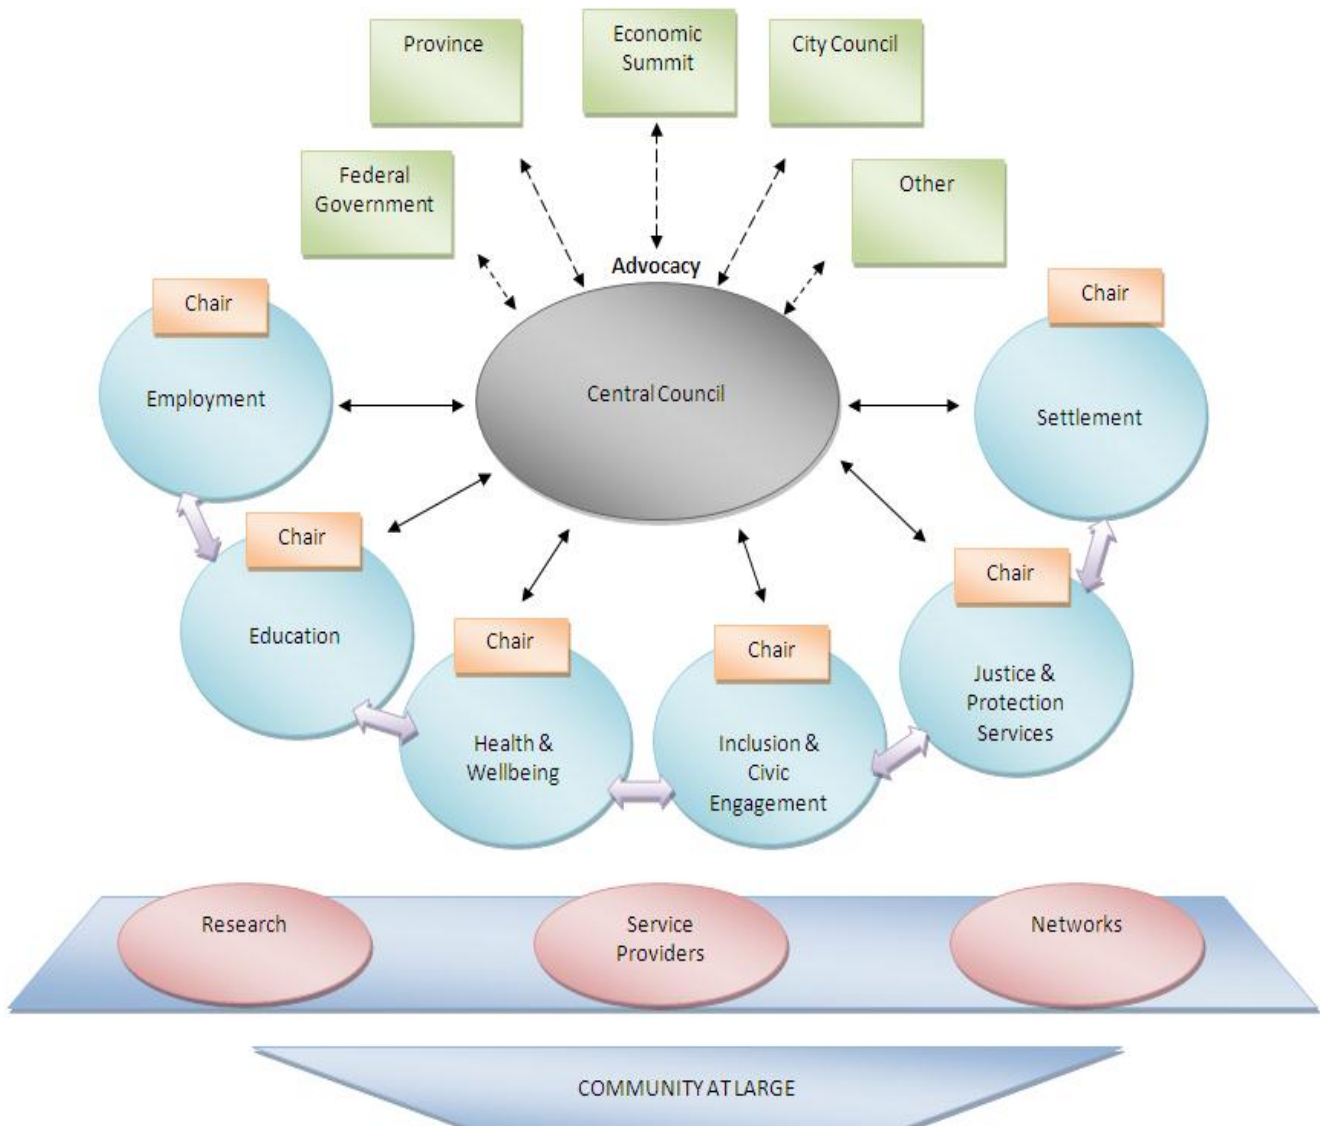 Province
Economic
Summit
City Council
Federal
Government
Other
Advocacy
Chair
Chair
Employment
Central Council
Settlement
Chair
Education
Chair
Justice &
Protection
Services
Chair
Health &
Wellbeing
Chair
Inclusion &
Civic
Engagement
Research
Service
Providers
Networks
COMMUNITY AT LARGE